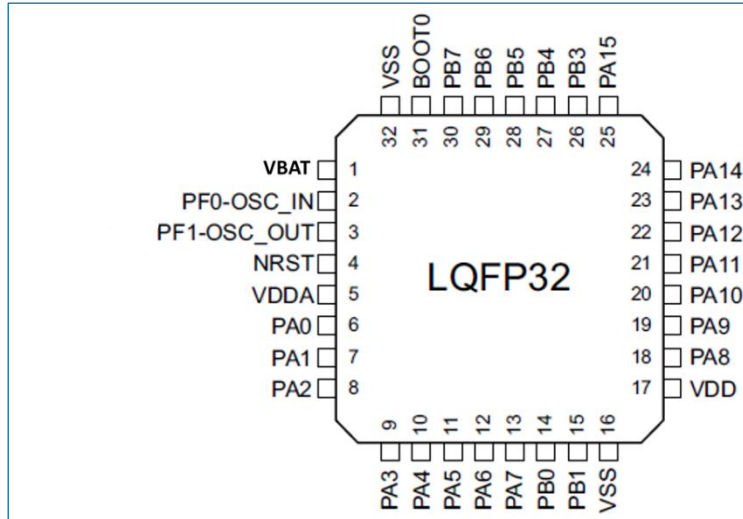 VSS
BOOT0
PB7
PB6
PB5
PB4
PB3
PA15
32 31 30 29 28 27 26 25
VBAT 1
PF0-OSC_IN 2
PF1-OSC_OUT 3
NRST 4
VDDA 5
PA0 6
PA1 7
PA2 8
LQFP32
24 PA14
23 PA13
22 PA12
21 PA11
20 PA10
19 PA9
18 PA8
17 VDD
9 10 11 12 13 14 15 16
PA3
PA4
PA5
PA6
PA7
PB0
PB1
VSS